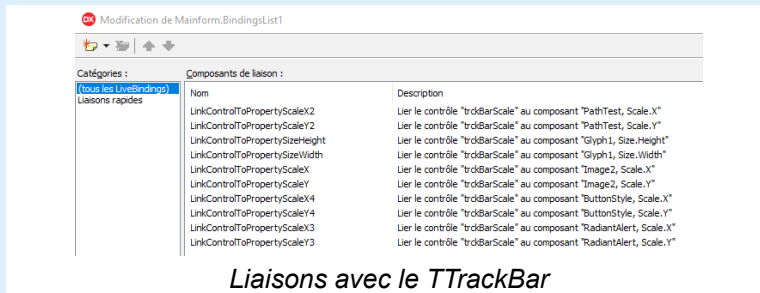 DX Modification de Mainform.BindingsList1
Catégories :
(tous les LiveBindings)
Liaisons rapides
Composants de liaison :
Nom Description
LinkControlToPropertyScaleX2 Lier le contrôle "trckBarScale" au composant "PathTest, Scale.X"
LinkControlToPropertyScaleY2 Lier le contrôle "trckBarScale" au composant "PathTest, Scale.Y"
LinkControlToPropertySizeHeight Lier le contrôle "trckBarScale" au composant "Glyph1, Size.Height"
LinkControlToPropertySizeWidth Lier le contrôle "trckBarScale" au composant "Glyph1, Size.Width"
LinkControlToPropertyScaleX Lier le contrôle "trckBarScale" au composant "Image2, Scale.X"
LinkControlToPropertyScaleY Lier le contrôle "trckBarScale" au composant "Image2, Scale.Y"
LinkControlToPropertyScaleX4 Lier le contrôle "trckBarScale" au composant "ButtonStyle, Scale.X"
LinkControlToPropertyScaleY4 Lier le contrôle "trckBarScale" au composant "ButtonStyle, Scale.Y"
LinkControlToPropertyScaleX3 Lier le contrôle "trckBarScale" au composant "RadiantAlert, Scale.X"
LinkControlToPropertyScaleY3 Lier le contrôle "trckBarScale" au composant "RadiantAlert, Scale.Y"
Liaisons avec le TTrackBar